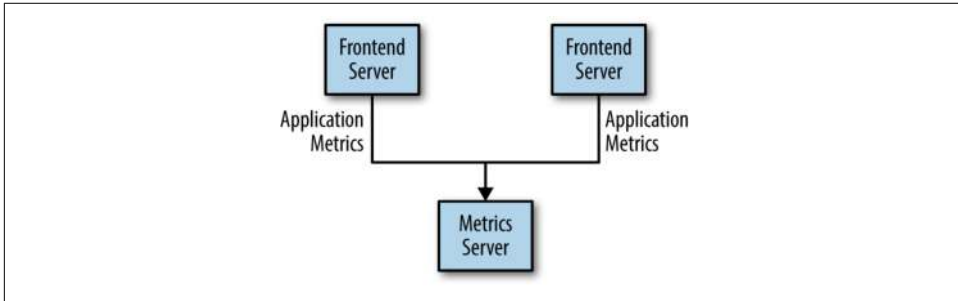 Frontend
Server
Frontend
Server
Application
Metrics
Application
Metrics
Metrics
Server